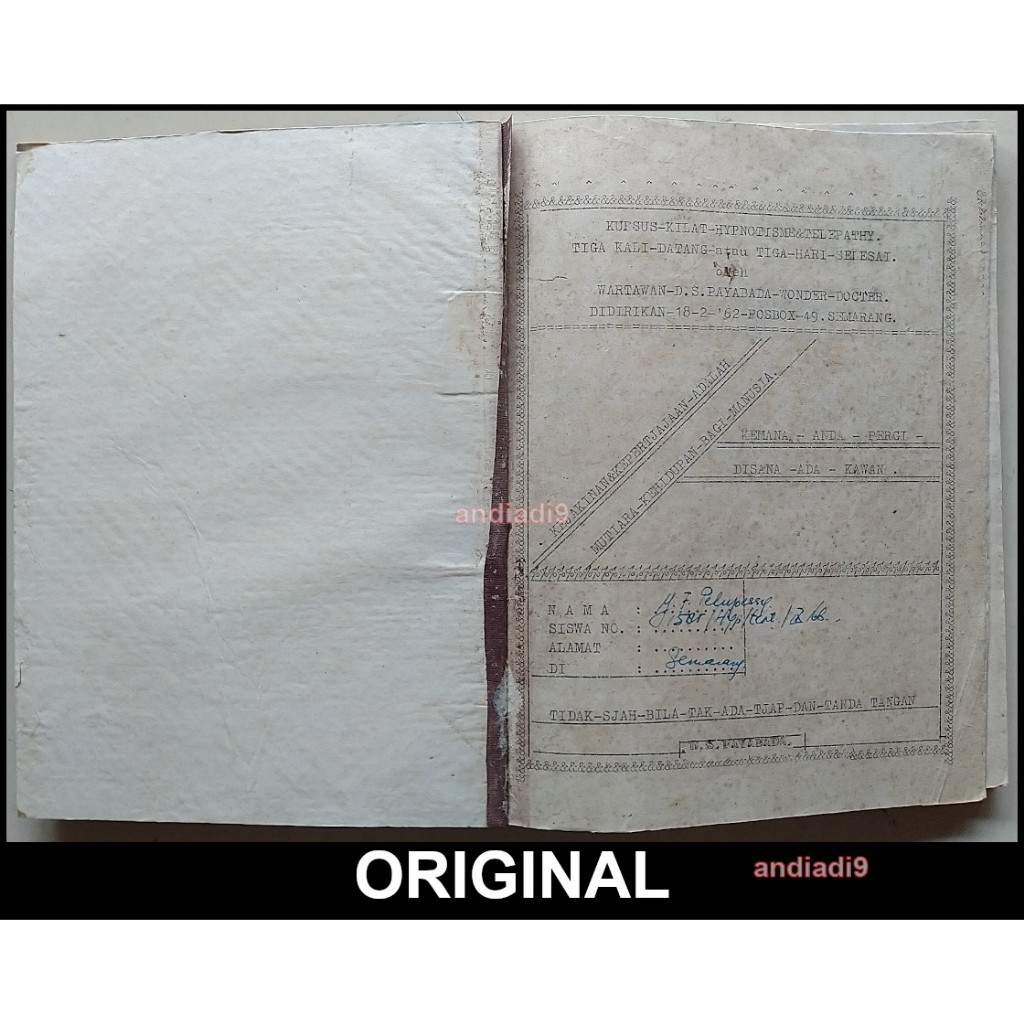 KURSUS-KILAT-HYPNOTISME&TELEPATHY.
TIGA KALI-DATANG-atau TIGA-HARI-SELESAI.
oleh
WARTAWAN-D.S.PAYABADA-WONDER-DOCTER.
DIDIRIKAN-18-2-'62-POSBOX-49.SEMARANG.
KEJAKINAN&KEPERTJAJAAN-ADALAH
MUTIARA-KEHIDUPAN-BAGI-MANUSIA.
KEMANA - ANDA - PERGI -
DISANA -ADA - KAWAN .
NAMA :
SISWA NO. :
ALAMAT :
DI : Semarang
TIDAK-SJAH-BILA-TAK-ADA-TJAP-DAN-TANDA TANGAN
D.S.PAYABADA.
andiadi9
ORIGINAL
andiadi9